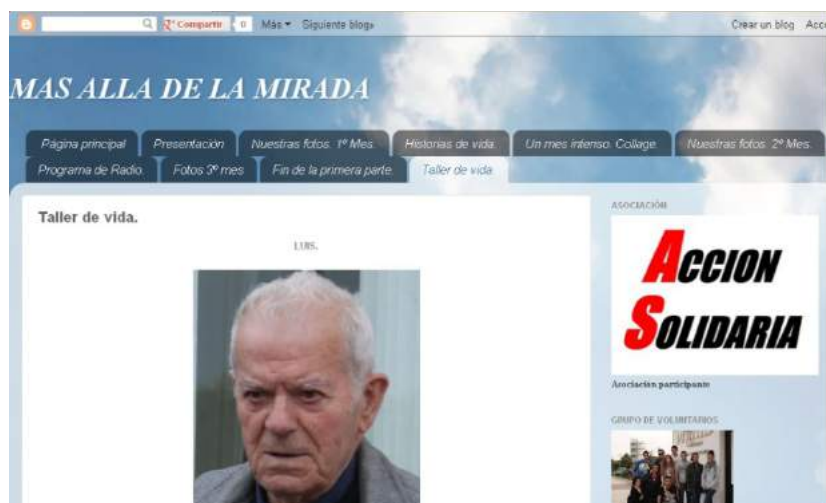 Compartir 0 Más Siguiente blog» Crear un blog Acce
MAS ALLA DE LA MIRADA
Página principal Presentación Nuestras fotos. 1º Mes. Historias de vida. Un mes intenso. Collage. Nuestras fotos. 2º Mes.
Programa de Radio. Fotos 3º mes Fin de la primera parte. Taller de vida.
Taller de vida.
LUIS.
ASOCIACIÓN
ACCION
SOLIDARIA
Asociación participante
GRUPO DE VOLUNTARIOS